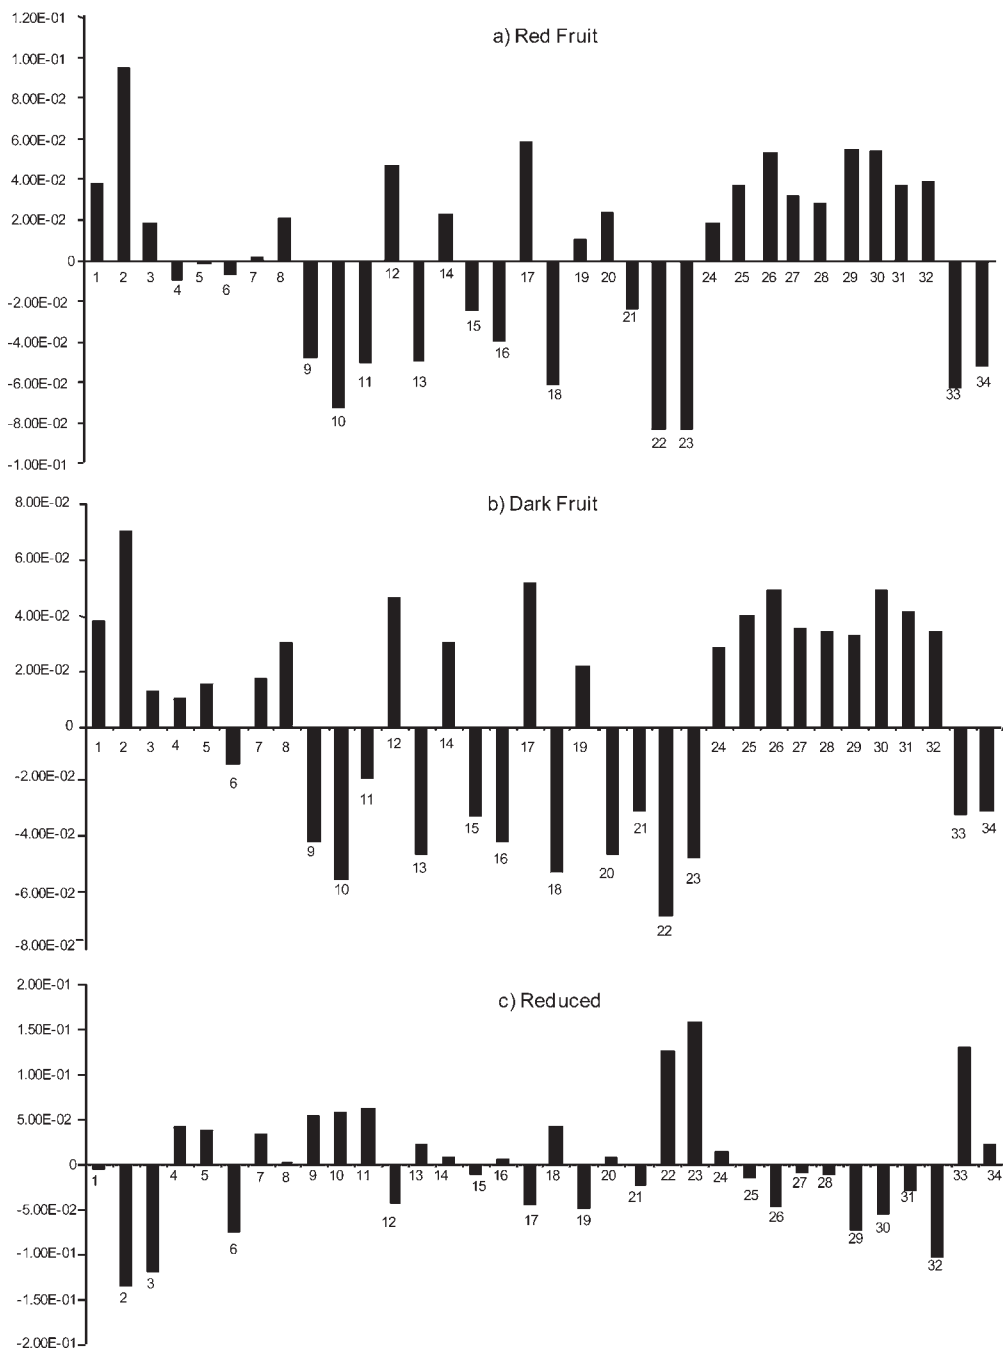 a) Red Fruit
1.20E-01
1.00E-01
8.00E-02
6.00E-02
4.00E-02
2.00E-02
0
-2.00E-02
-4.00E-02
-6.00E-02
-8.00E-02
-1.00E-01
1 2 3 4 5 6 7 8 9 10 11 12 13 14 15 16 17 18 19 20 21 22 23 24 25 26 27 28 29 30 31 32 33 34
b) Dark Fruit
8.00E-02
6.00E-02
4.00E-02
2.00E-02
0
-2.00E-02
-4.00E-02
-6.00E-02
-8.00E-02
1 2 3 4 5 6 7 8 9 10 11 12 13 14 15 16 17 18 19 20 21 22 23 24 25 26 27 28 29 30 31 32 33 34
c) Reduced
2.00E-01
1.50E-01
1.00E-01
5.00E-02
0
-5.00E-02
-1.00E-01
-1.50E-01
-2.00E-01
1 2 3 4 5 6 7 8 9 10 11 12 13 14 15 16 17 18 19 20 21 22 23 24 25 26 27 28 29 30 31 32 33 34